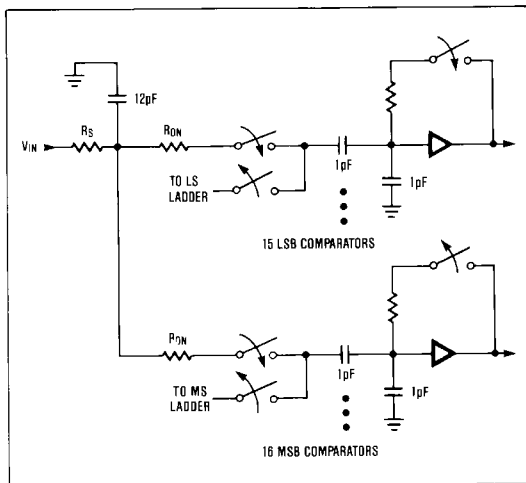 12pF
RS
VIN
RON
TO LS
LADDER
1pF
1pF
15 LSB COMPARATORS
RON
TO MS
LADDER
1pF
1pF
16 MSB COMPARATORS